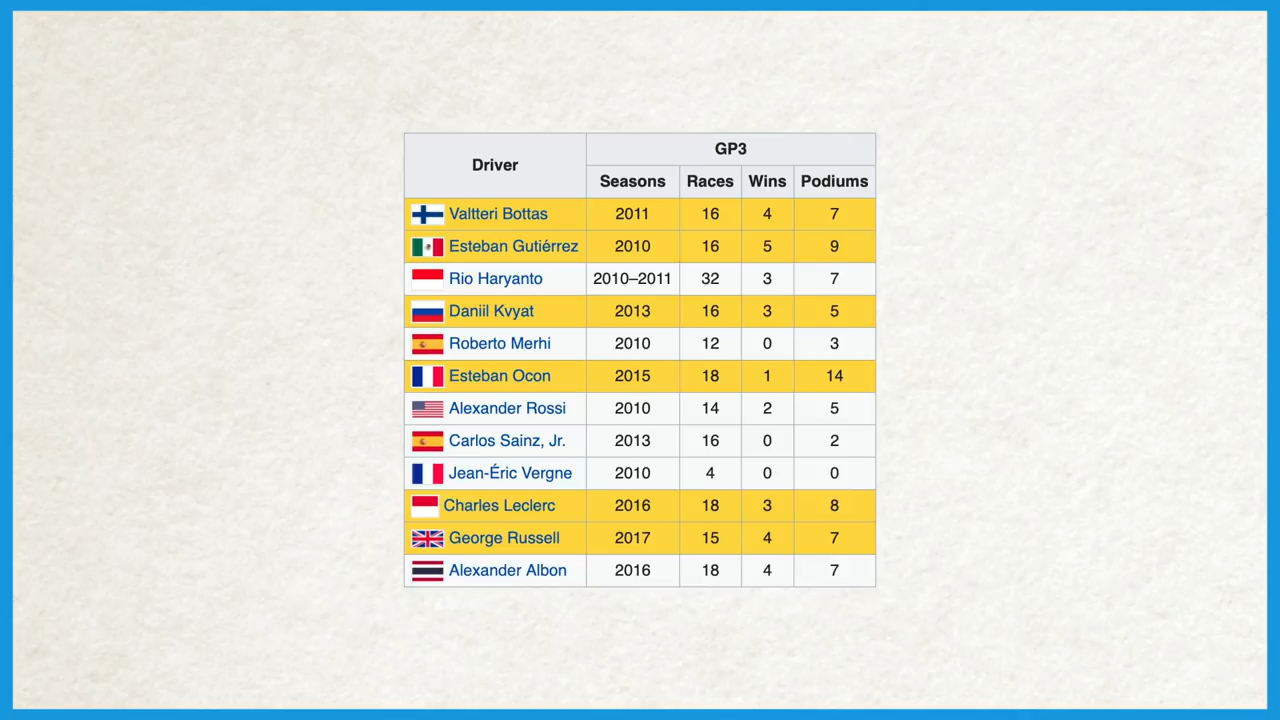 Driver GP3
Seasons Races Wins Podiums
Valtteri Bottas 2011 16 4 7
Esteban Gutiérrez 2010 16 5 9
Rio Haryanto 2010–2011 32 3 7
Daniil Kvyat 2013 16 3 5
Roberto Merhi 2010 12 0 3
Esteban Ocon 2015 18 1 14
Alexander Rossi 2010 14 2 5
Carlos Sainz, Jr. 2013 16 0 2
Jean-Éric Vergne 2010 4 0 0
Charles Leclerc 2016 18 3 8
George Russell 2017 15 4 7
Alexander Albon 2016 18 4 7